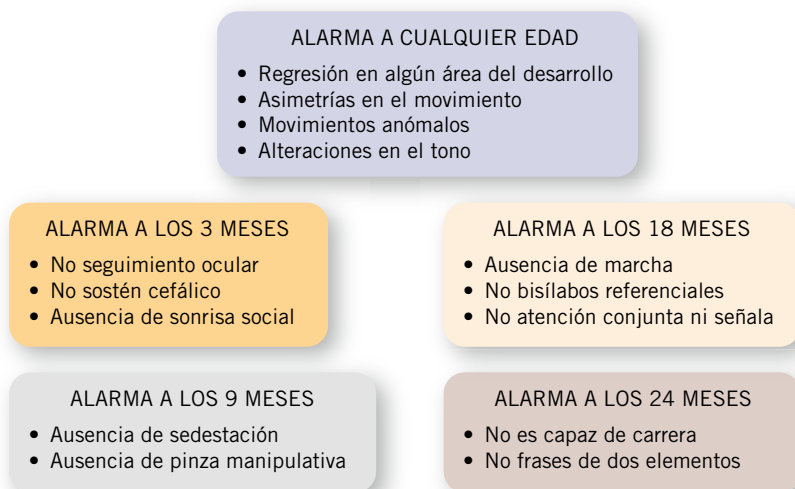 ALARMA A CUALQUIER EDAD
• Regresión en algún área del desarrollo
• Asimetrías en el movimiento
• Movimientos anómalos
• Alteraciones en el tono
ALARMA A LOS 3 MESES
• No seguimiento ocular
• No sostén cefálico
• Ausencia de sonrisa social
ALARMA A LOS 18 MESES
• Ausencia de marcha
• No bisílabos referenciales
• No atención conjunta ni señala
ALARMA A LOS 9 MESES
• Ausencia de sedestación
• Ausencia de pinza manipulativa
ALARMA A LOS 24 MESES
• No es capaz de carrera
• No frases de dos elementos